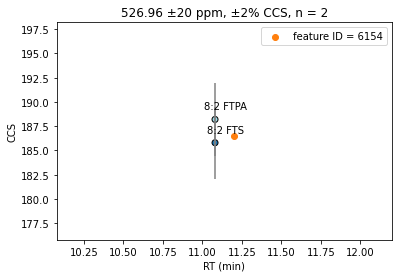 526.96 ±20 ppm, ±2% CCS, n = 2
feature ID = 6154
197.5
195.0
192.5
190.0
187.5
185.0
182.5
180.0
177.5
CCS
8:2 FTPA
8:2 FTS
10.25 10.50 10.75 11.00 11.25 11.50 11.75 12.00
RT (min)